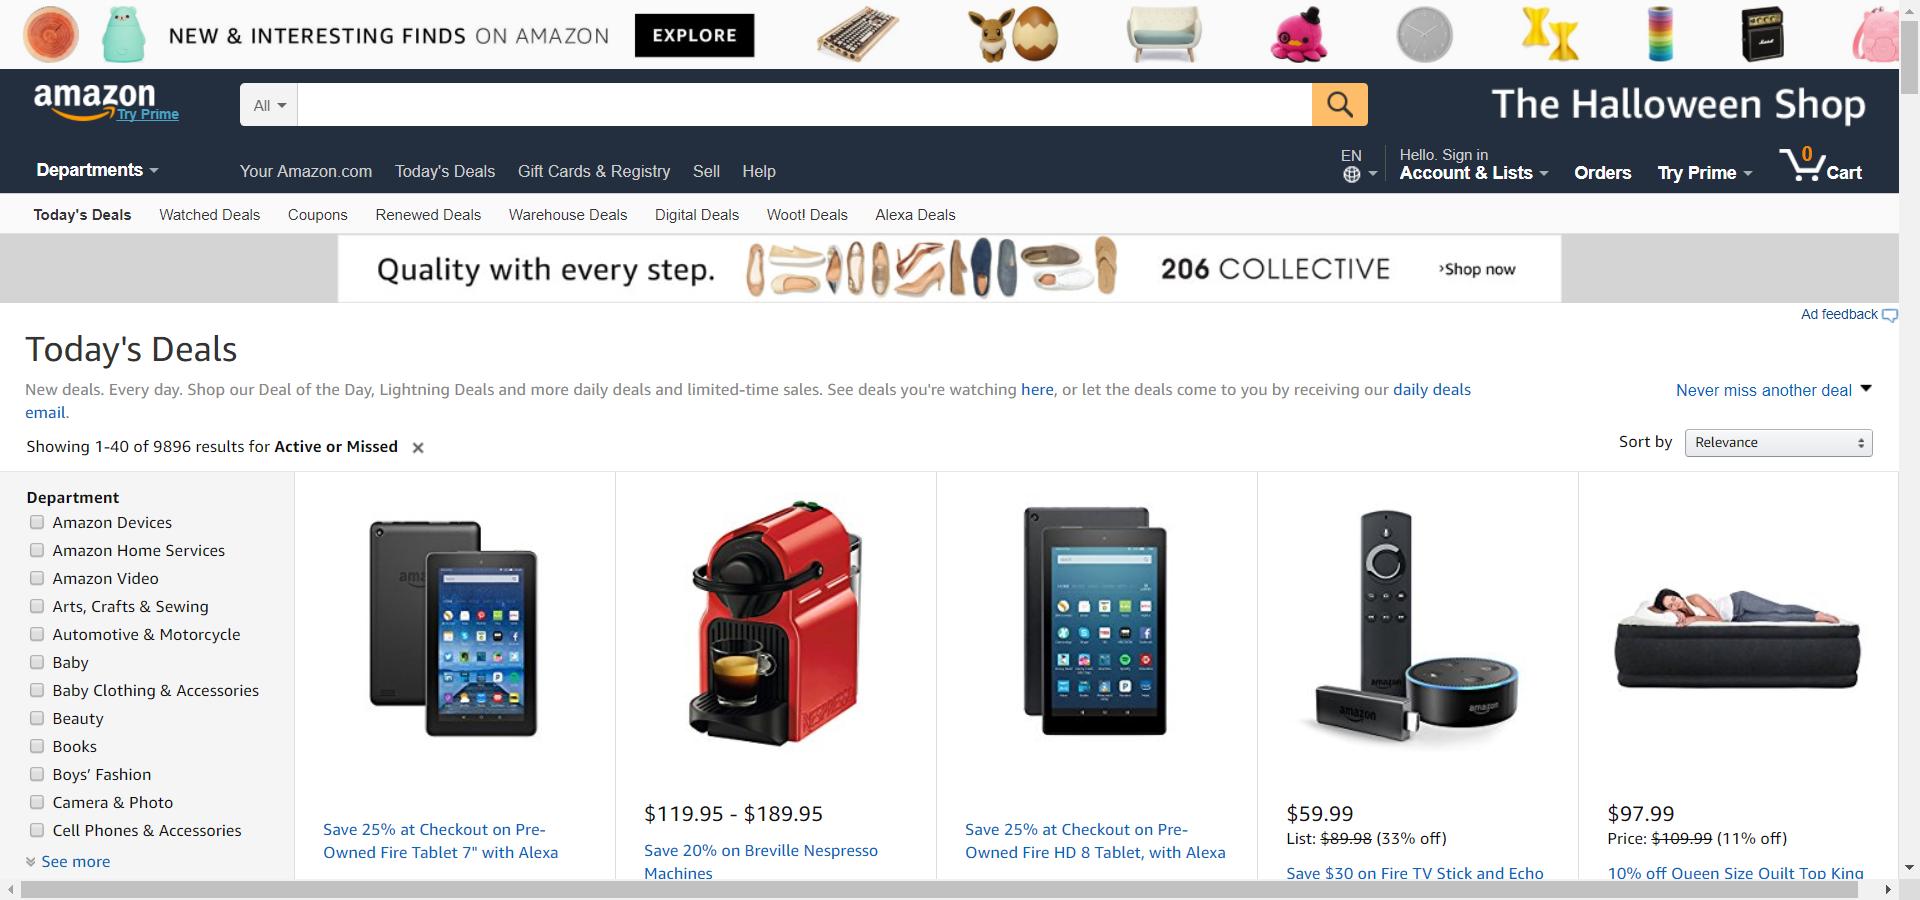 NEW & INTERESTING FINDS ON AMAZON EXPLORE
amazon
Try Prime
All
The Halloween Shop
Departments
Your Amazon.com Today's Deals Gift Cards & Registry Sell Help
EN
Hello. Sign in
Account & Lists
Orders
Try Prime
0
Cart
Today's Deals Watched Deals Coupons Renewed Deals Warehouse Deals Digital Deals Woot! Deals Alexa Deals
Quality with every step. 206 COLLECTIVE ›Shop now
Ad feedback
Today's Deals
New deals. Every day. Shop our Deal of the Day, Lightning Deals and more daily deals and limited-time sales. See deals you're watching here, or let the deals come to you by receiving our daily deals
email.
Never miss another deal
Showing 1-40 of 9896 results for Active or Missed
Sort by Relevance
Department
Amazon Devices
Amazon Home Services
Amazon Video
Arts, Crafts & Sewing
Automotive & Motorcycle
Baby
Baby Clothing & Accessories
Beauty
Books
Boys' Fashion
Camera & Photo
Cell Phones & Accessories
See more
Save 25% at Checkout on Pre-
Owned Fire Tablet 7" with Alexa
NESPRESSO
$119.95 - $189.95
Save 20% on Breville Nespresso
Machines
Save 25% at Checkout on Pre-
Owned Fire HD 8 Tablet, with Alexa
amazon
amazon
amazon
$59.99
List: $89.98 (33% off)
Save $30 on Fire TV Stick and Echo
$97.99
Price: $109.99 (11% off)
10% off Queen Size Quilt Top King